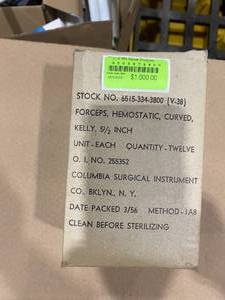 $1,000.00
STOCK NO. 6515-334-3800 (V-38)
FORCEPS, HEMOSTATIC, CURVED,
KELLY, 5½ INCH
UNIT-EACH QUANTITY-TWELVE
O. I. NO. 255352
COLUMBIA SURGICAL INSTRUMENT
CO., BKLYN., N. Y.
DATE PACKED 3/56 METHOD-1A8
CLEAN BEFORE STERILIZING